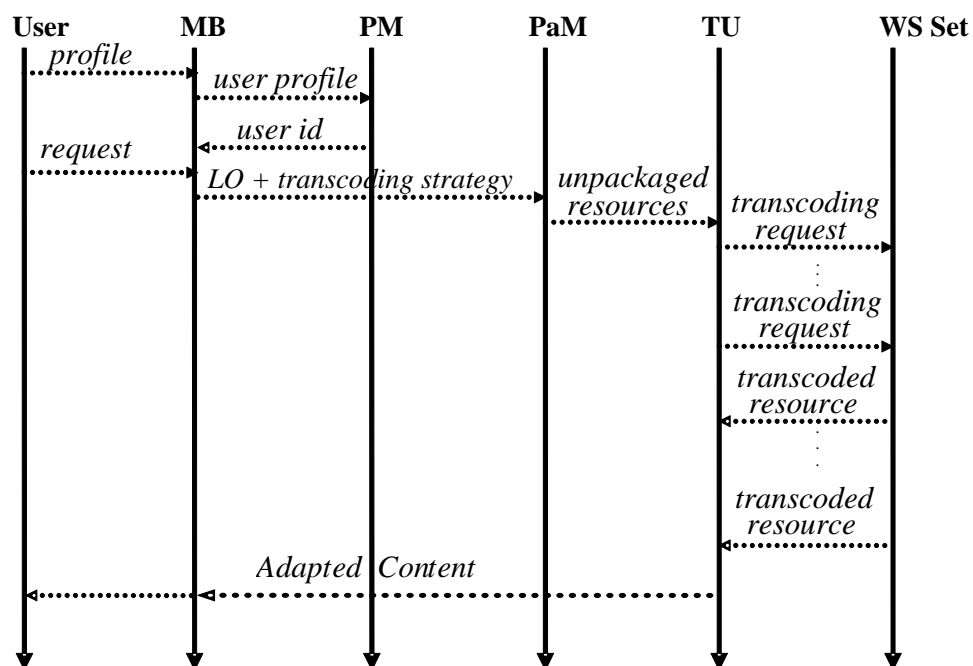 User MB PM PaM TU WS Set
profile
user profile
user id
request
LO + transcoding strategy
unpackaged
resources
transcoding
request
transcoding
request
transcoded
resource
transcoded
resource
Adapted Content